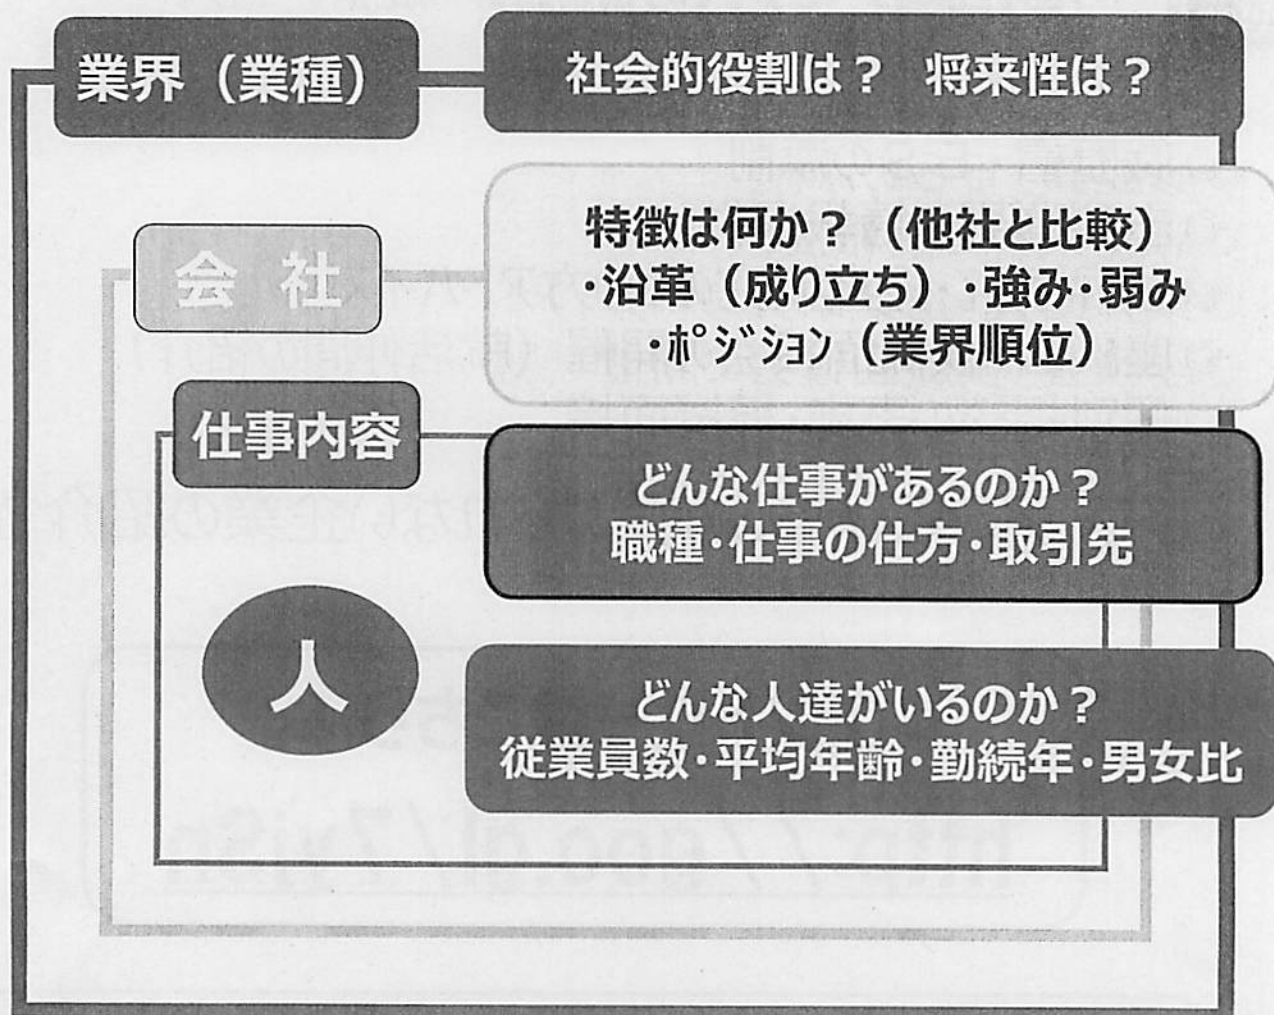 業界（業種）
社会的役割は？ 将来性は？
会 社
特徴は何か？（他社と比較）
・沿革（成り立ち）・強み・弱み
・ﾎﾟｼﾞｼｮﾝ（業界順位）
仕事内容
どんな仕事があるのか？
職種・仕事の仕方・取引先
人
どんな人達がいるのか？
従業員数・平均年齢・勤続年・男女比